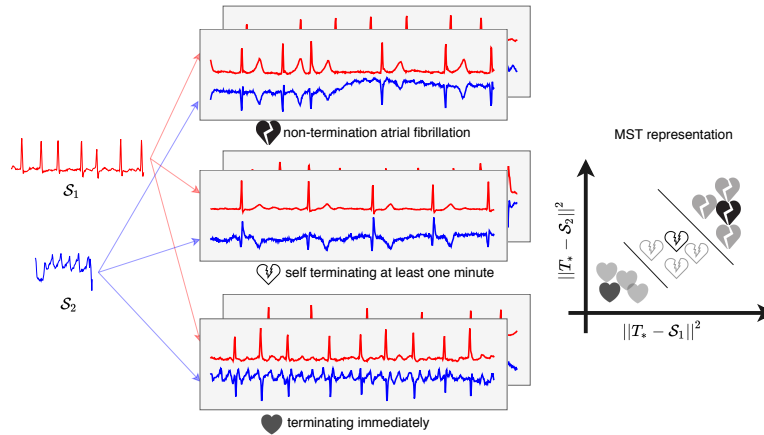 non-termination atrial fibrillation
MST representation
S₁
||T* − S₂||²
self terminating at least one minute
S₂
||T* − S₁||²
terminating immediately